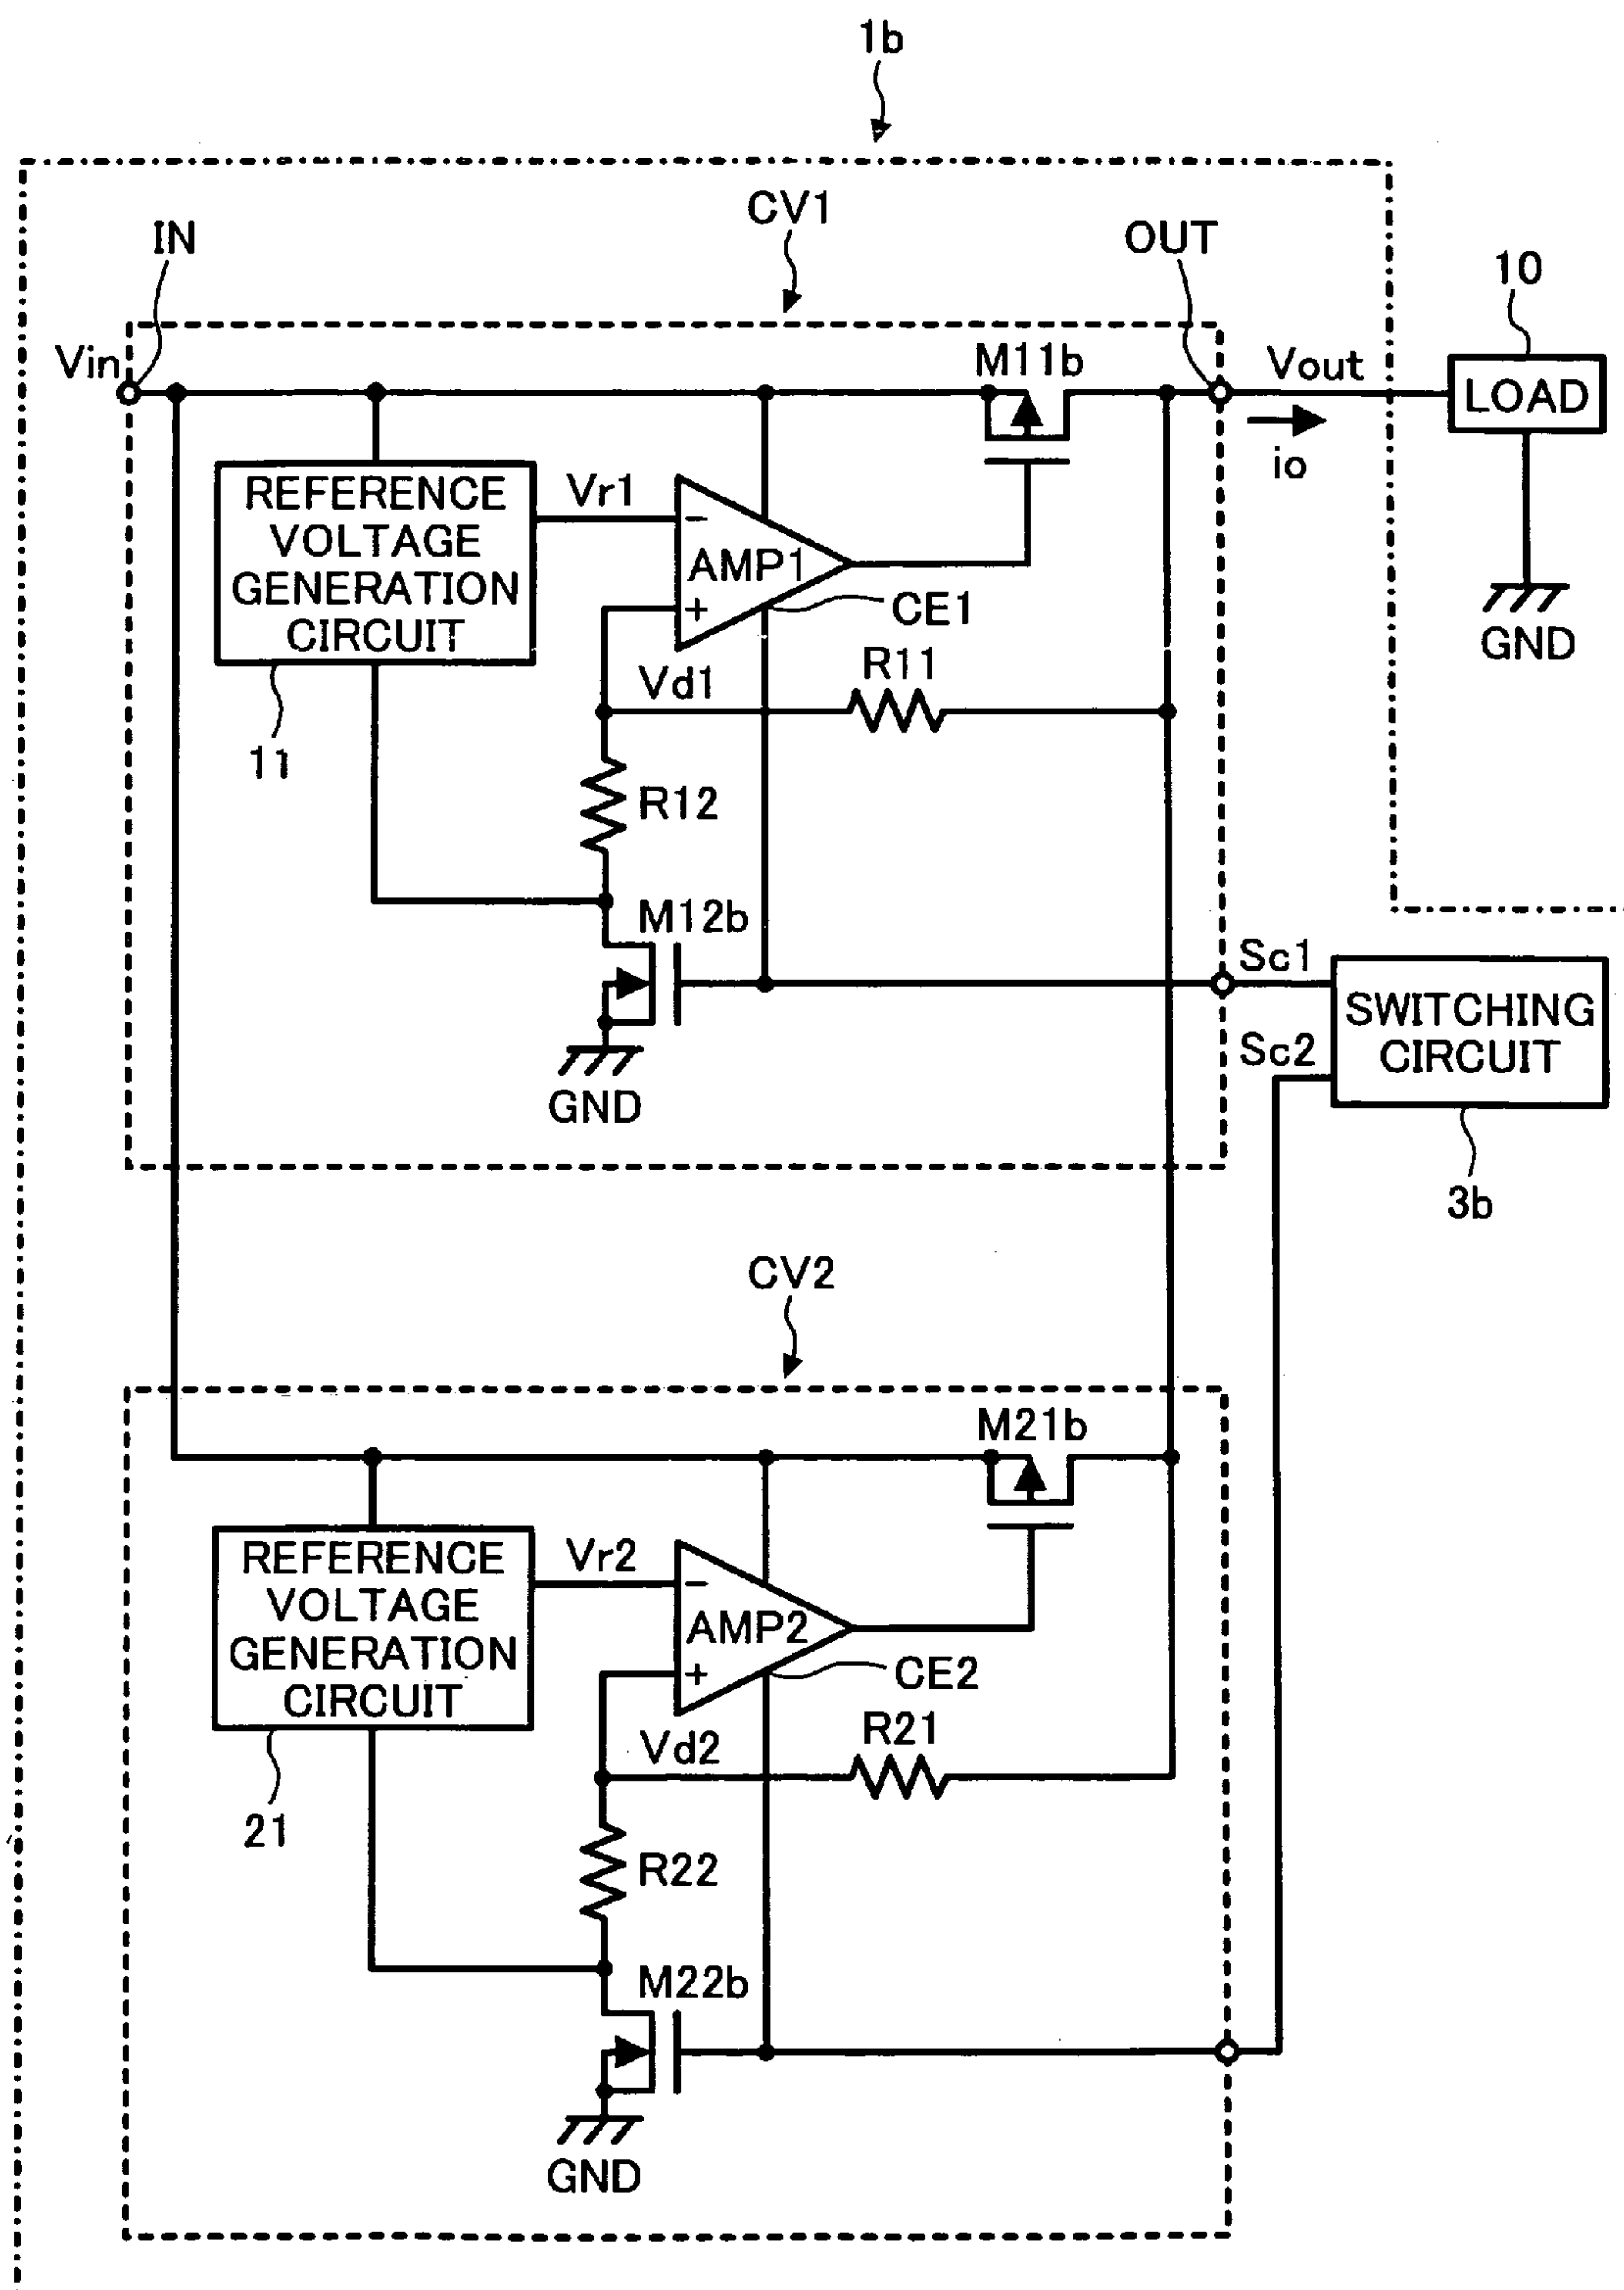 1b
CV1
IN
OUT
10
Vin
M11b
Vout
LOAD
io
REFERENCE
VOLTAGE
GENERATION
CIRCUIT
Vr1
−
AMP1
+
CE1
GND
11
Vd1
R11
R12
M12b
GND
Sc1
Sc2
SWITCHING
CIRCUIT
3b
CV2
M21b
REFERENCE
VOLTAGE
GENERATION
CIRCUIT
Vr2
−
AMP2
+
CE2
21
Vd2
R21
R22
M22b
GND